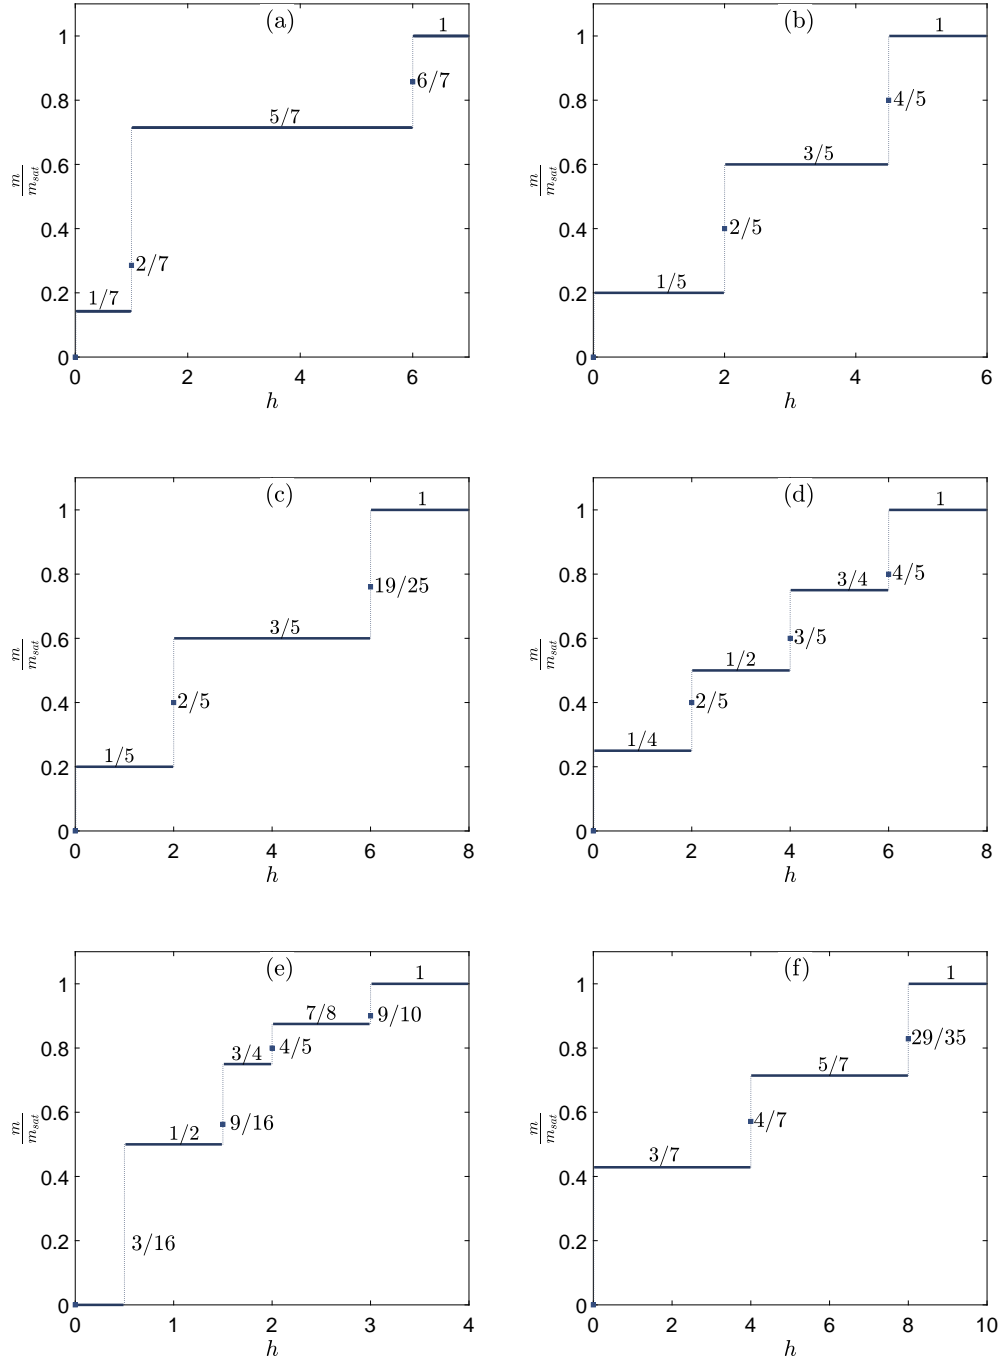 (a)
1
6/7
5/7
2/7
1/7
m/m_sat
1
0.8
0.6
0.4
0.2
0
0 2 4 6
h
(b)
1
4/5
3/5
2/5
1/5
m/m_sat
1
0.8
0.6
0.4
0.2
0
0 2 4 6
h
(c)
1
19/25
3/5
2/5
1/5
m/m_sat
1
0.8
0.6
0.4
0.2
0
0 2 4 6 8
h
(d)
1
4/5
3/4
3/5
1/2
2/5
1/4
m/m_sat
1
0.8
0.6
0.4
0.2
0
0 2 4 6 8
h
(e)
1
9/10
7/8
4/5
3/4
9/16
1/2
3/16
m/m_sat
1
0.8
0.6
0.4
0.2
0
0 1 2 3 4
h
(f)
1
29/35
5/7
4/7
3/7
m/m_sat
1
0.8
0.6
0.4
0.2
0
0 2 4 6 8 10
h